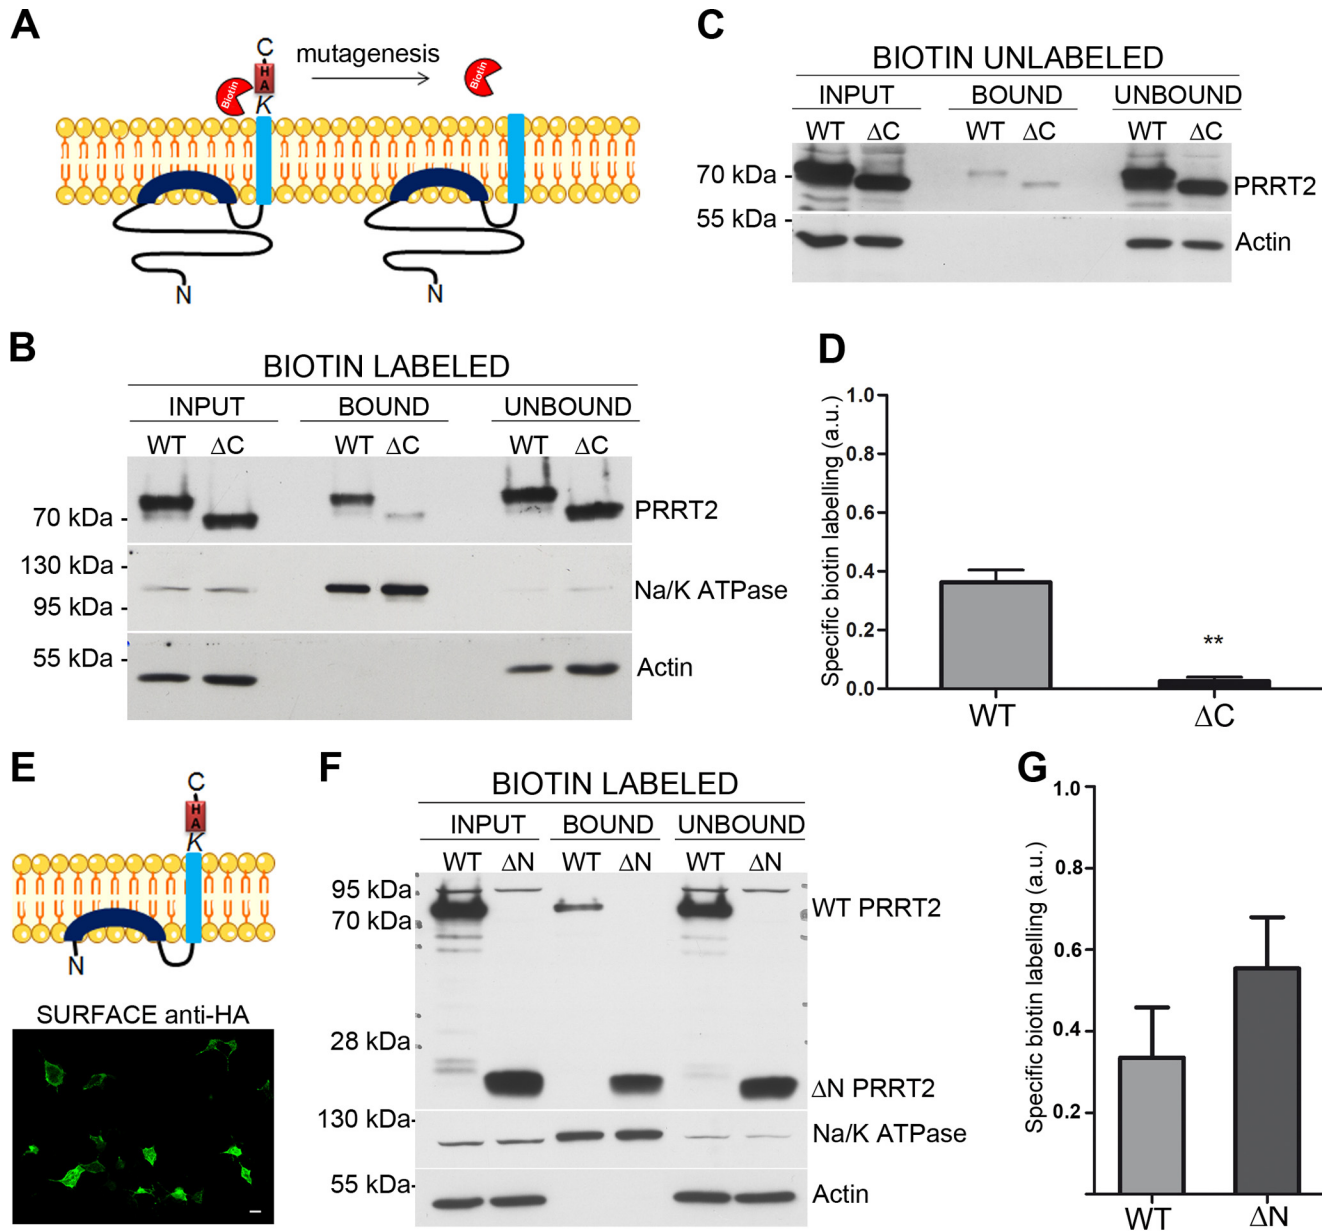 A
C
HA
K
Biotin
mutagenesis
Biotin
N
N
C
BIOTIN UNLABELED
INPUT BOUND UNBOUND
WT ΔC WT ΔC WT ΔC
70 kDa -
PRRT2
55 kDa -
Actin
B
BIOTIN LABELED
INPUT BOUND UNBOUND
WT ΔC WT ΔC WT ΔC
70 kDa -
PRRT2
130 kDa -
Na/K ATPase
95 kDa -
55 kDa -
Actin
D
Specific biotin labelling (a.u.)
1.0
0.8
0.6
0.4
0.2
0.0
**
WT ΔC
E
C
HA
K
N
SURFACE anti-HA
F
BIOTIN LABELED
INPUT BOUND UNBOUND
WT ΔN WT ΔN WT ΔN
95 kDa-
WT PRRT2
70 kDa-
28 kDa-
ΔN PRRT2
130 kDa-
Na/K ATPase
55 kDa-
Actin
G
Specific biotin labelling (a.u.)
1.0
0.8
0.6
0.4
0.2
WT ΔN